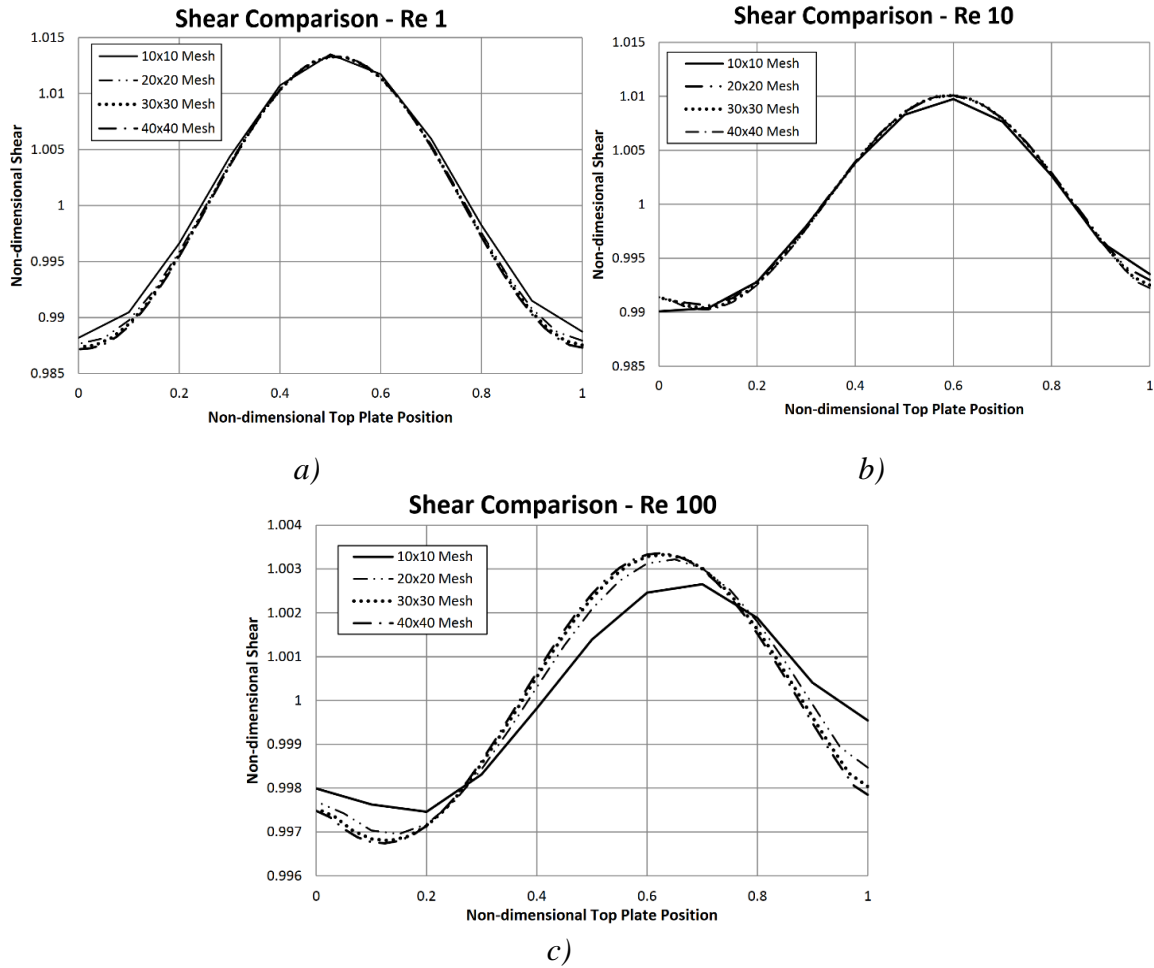 Shear Comparison - Re 1
1.015
1.01
1.005
1
0.995
0.99
0.985
Non-dimesional Shear
10x10 Mesh
20x20 Mesh
30x30 Mesh
40x40 Mesh
0 0.2 0.4 0.6 0.8 1
Non-dimensional Top Plate Position
a)
Shear Comparison - Re 10
1.015
1.01
1.005
1
0.995
0.99
0.985
Non-dimensional Shear
10x10 Mesh
20x20 Mesh
30x30 Mesh
40x40 Mesh
0 0.2 0.4 0.6 0.8 1
Non-dimensional Top Plate Position
b)
Shear Comparison - Re 100
1.004
1.003
1.002
1.001
1
0.999
0.998
0.997
0.996
Non-dimensional Shear
10x10 Mesh
20x20 Mesh
30x30 Mesh
40x40 Mesh
0 0.2 0.4 0.6 0.8 1
Non-dimensional Top Plate Position
c)